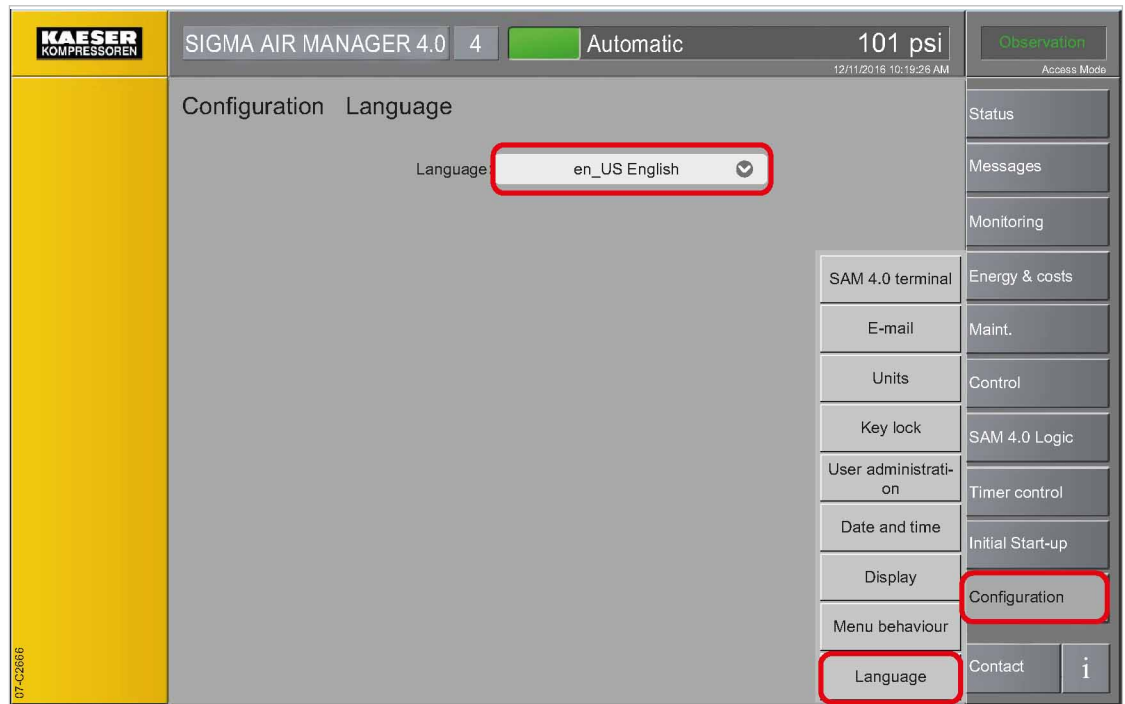 KAESER
KOMPRESSOREN
SIGMA AIR MANAGER 4.0 4 Automatic 101 psi
12/11/2016 10:19:26 AM
Observation
Access Mode
Configuration Language
Language: en_US English
Status
Messages
Monitoring
Energy & costs
Maint.
Control
SAM 4.0 Logic
Timer control
Initial Start-up
Configuration
Contact i
SAM 4.0 terminal
E-mail
Units
Key lock
User administrati-
on
Date and time
Display
Menu behaviour
Language
07-C2666